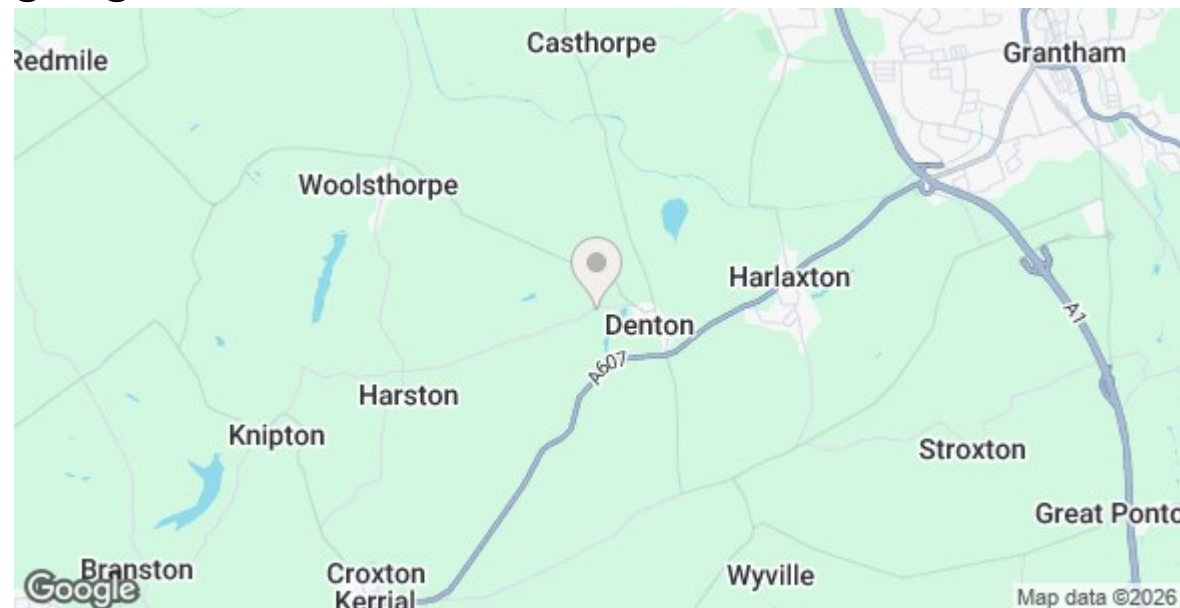 Casthorpe
Redmile
Grantham
Woolsthorpe
Harlaxton
A1
Denton
A607
Harston
Knipton
Stroxton
Great Ponto
Branston
Croxton
Kerrial
Wyville
Google
Map data ©2026